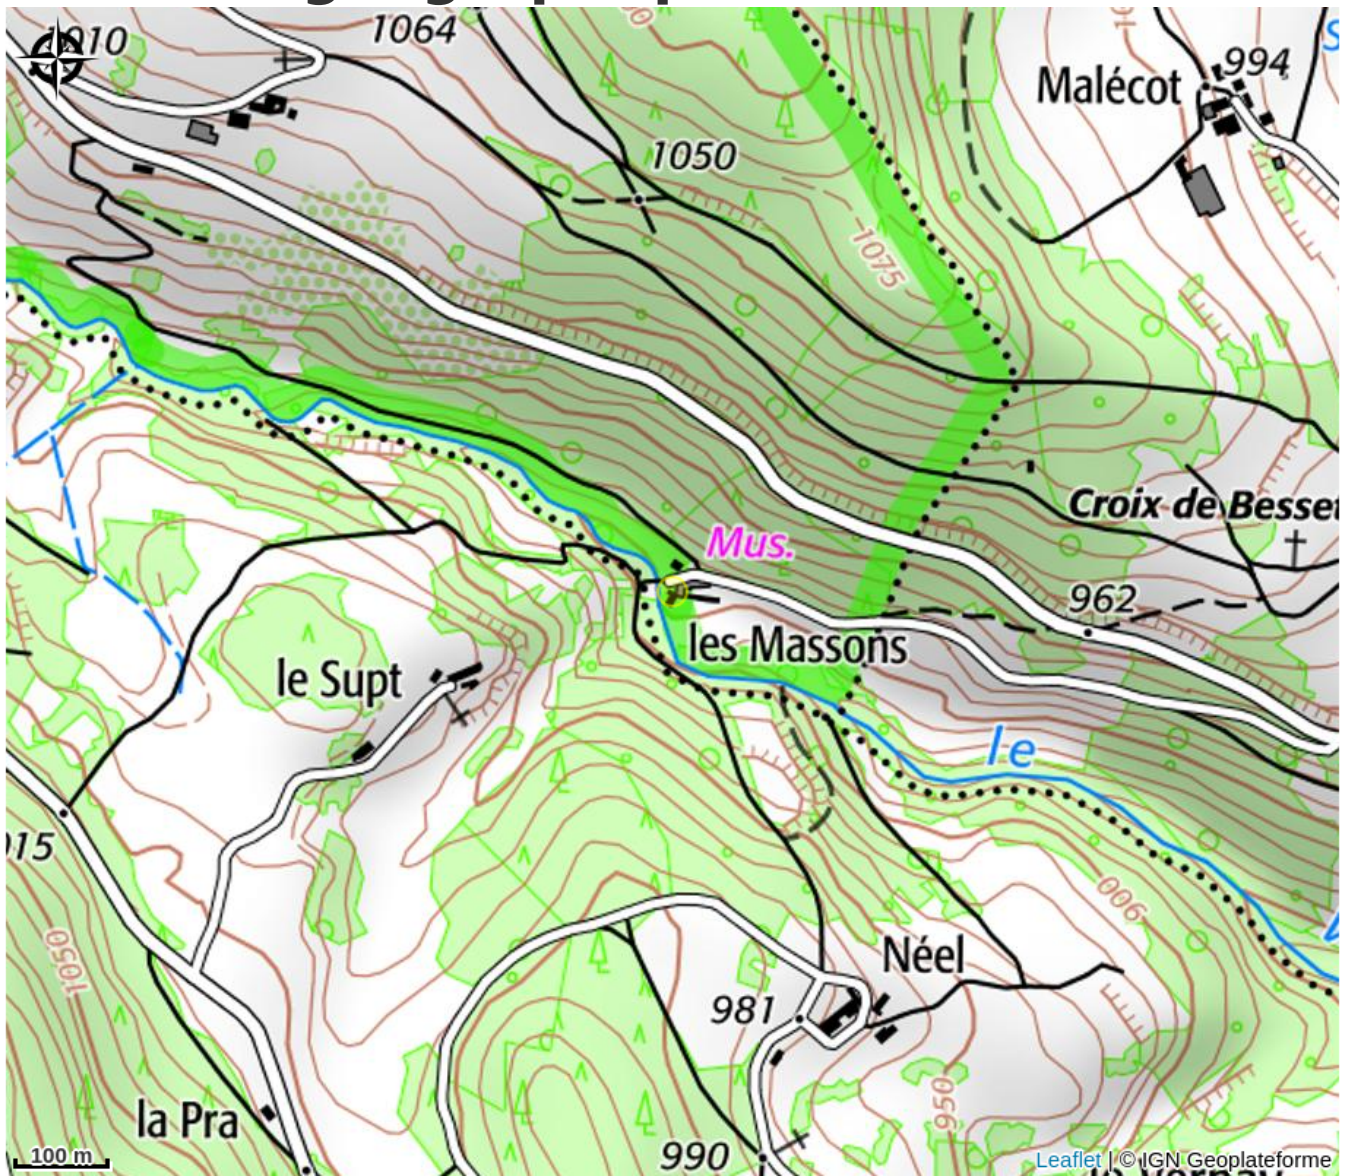 1010
1064
994
Malécot
1050
1075
Croix de Besset
Mus.
962
les Massons
le Supt
le
015
900
1050
Néel
981
950
la Pra
990
100 m
Leaflet | © IGN Geoplateforme